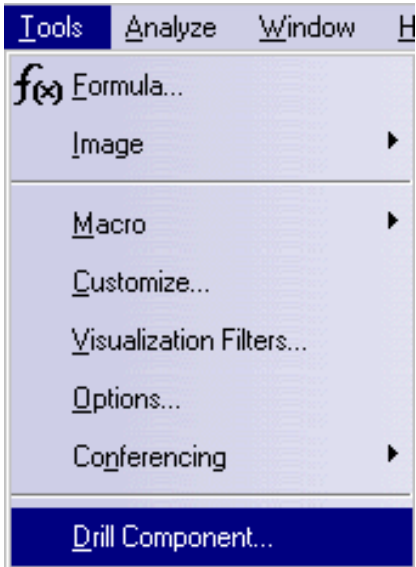 Tools Analyze Window H
f(x) Formula...
Image
Macro
Customize...
Visualization Filters...
Options...
Conferencing
Drill Component...